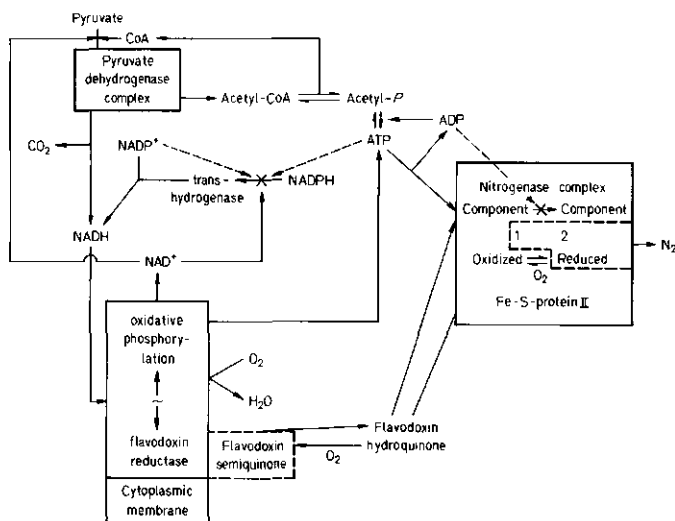 Pyruvate
CoA
Pyruvate
dehydrogenase
complex
Acetyl-CoA
Acetyl-P
CO₂
NADP⁺
ATP
ADP
trans-
hydrogenase
NADPH
Nitrogenase complex
Component
Component
1
2
N₂
NADH
NAD⁺
Oxidized
Reduced
O₂
Fe-S-protein II
oxidative
phosphory-
lation
O₂
H₂O
~
flavodoxin
reductase
Flavodoxin
semiquinone
O₂
Flavodoxin
hydroquinone
Cytoplasmic
membrane